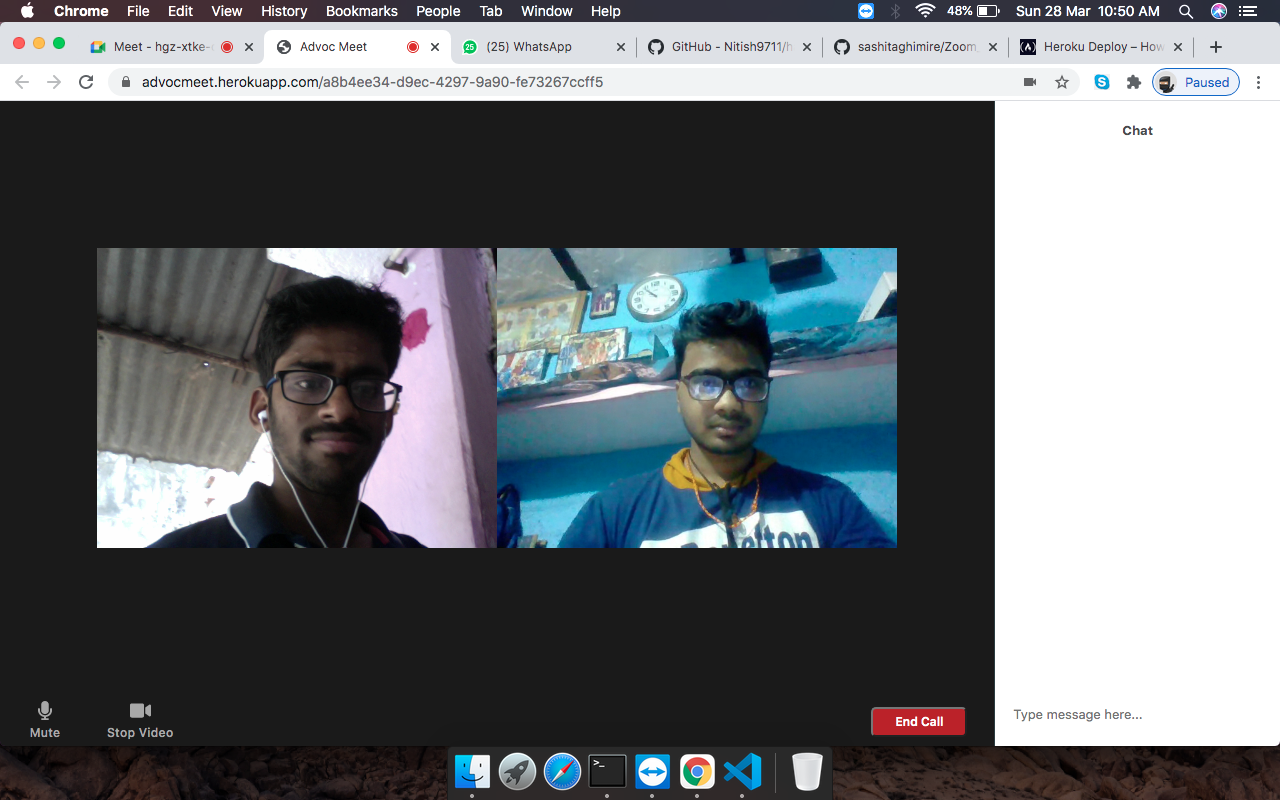 Chrome File Edit View History Bookmarks People Tab Window Help 48% Sun 28 Mar 10:50 AM
Meet - hgz-xtke- Advoc Meet (25) WhatsApp GitHub - Nitish9711/h sashitaghimire/Zoom Heroku Deploy – How
advocmeet.herokuapp.com/a8b4ee34-d9ec-4297-9a90-fe73267ccff5 Paused
Chat
Mute
Stop Video
End Call
Type message here...